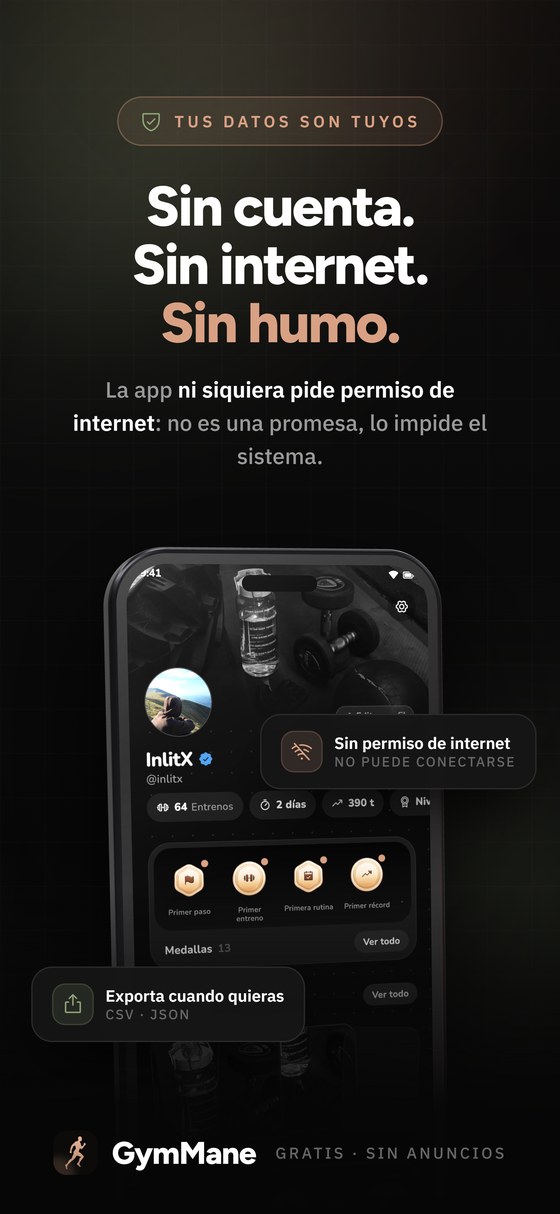 TUS DATOS SON TUYOS
Sin cuenta.
Sin internet.
Sin humo.
La app ni siquiera pide permiso de
internet: no es una promesa, lo impide el
sistema.
9:41
InlitX
@inlitx
Sin permiso de internet
NO PUEDE CONECTARSE
64 Entrenos
2 días
390 t
Niv
Primer paso
Primer entreno
Primera rutina
Primer récord
Medallas 13
Ver todo
Exporta cuando quieras
CSV · JSON
Ver todo
GymMane
GRATIS · SIN ANUNCIOS